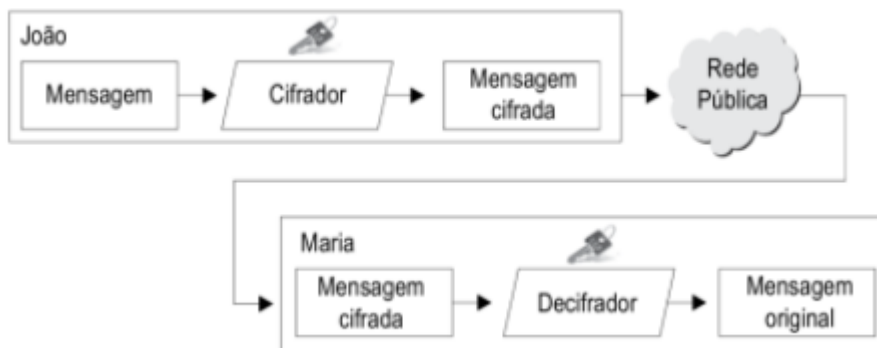 João
Mensagem
Cifrador
Mensagem
cifrada
Rede
Pública
Maria
Mensagem
cifrada
Decifrador
Mensagem
original